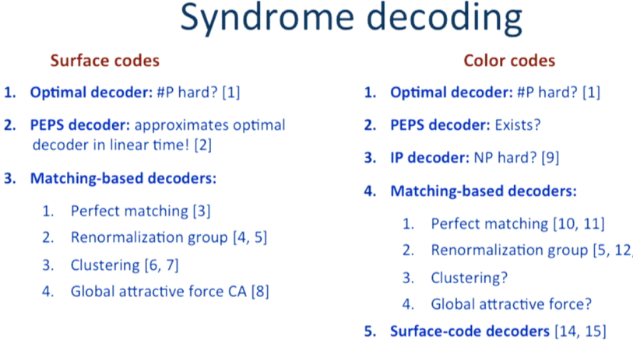 Syndrome decoding
Surface codes
1. Optimal decoder: #P hard? [1]
2. PEPS decoder: approximates optimal
decoder in linear time! [2]
3. Matching-based decoders:
1. Perfect matching [3]
2. Renormalization group [4, 5]
3. Clustering [6, 7]
4. Global attractive force CA [8]
Color codes
1. Optimal decoder: #P hard? [1]
2. PEPS decoder: Exists?
3. IP decoder: NP hard? [9]
4. Matching-based decoders:
1. Perfect matching [10, 11]
2. Renormalization group [5, 12,
3. Clustering?
4. Global attractive force?
5. Surface-code decoders [14, 15]